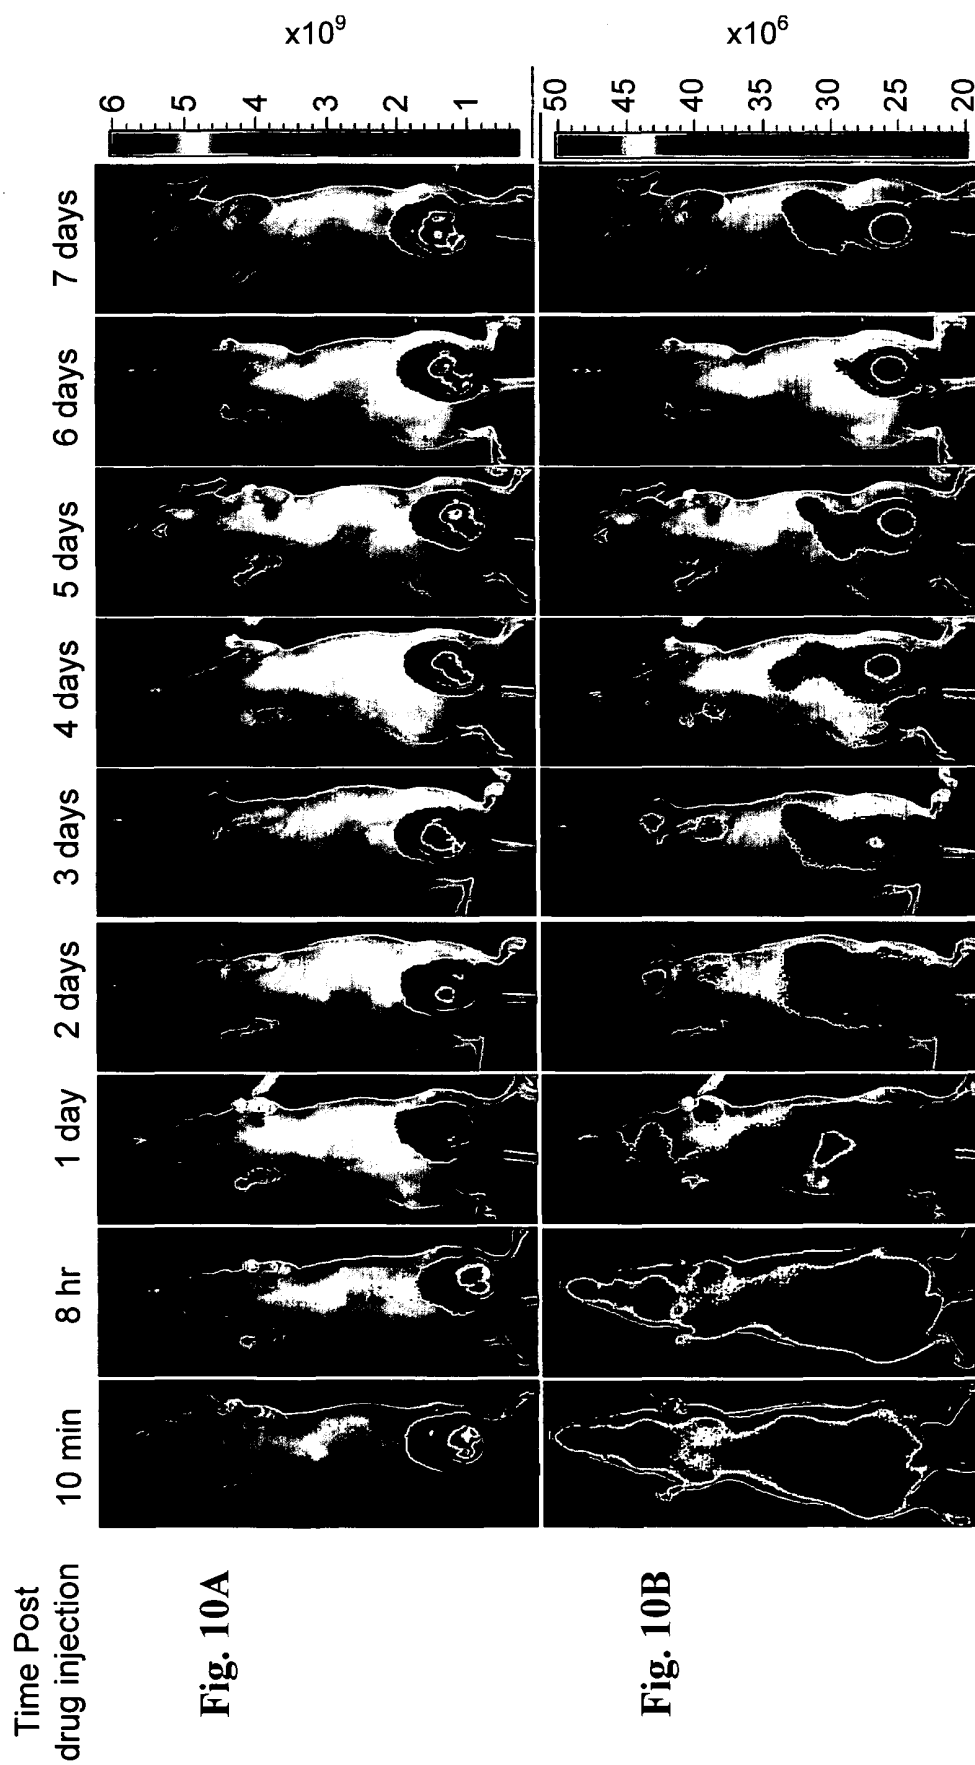 Time Post
drug injection
10 min
8 hr
1 day
2 days
3 days
4 days
5 days
6 days
7 days
Fig. 10A
6
5
4
3
2
1
x10⁹
Fig. 10B
50
45
40
35
30
25
20
x10⁶